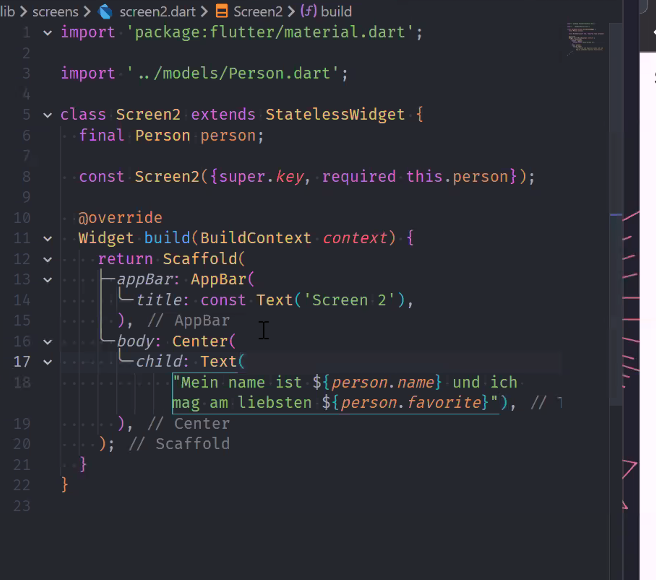 lib > screens > screen2.dart > Screen2 > build
1 import 'package:flutter/material.dart';
2
3 import '../models/Person.dart';
4
5 class Screen2 extends StatelessWidget {
6 final Person person;
7
8 const Screen2({super.key, required this.person});
9
10 @override
11 Widget build(BuildContext context) {
12 return Scaffold(
13 appBar: AppBar(
14 title: const Text('Screen 2'),
15 ), // AppBar
16 body: Center(
17 child: Text(
18 "Mein name ist ${person.name} und ich
mag am liebsten ${person.favorite}"), //
19 ), // Center
20 ); // Scaffold
21 }
22 }
23